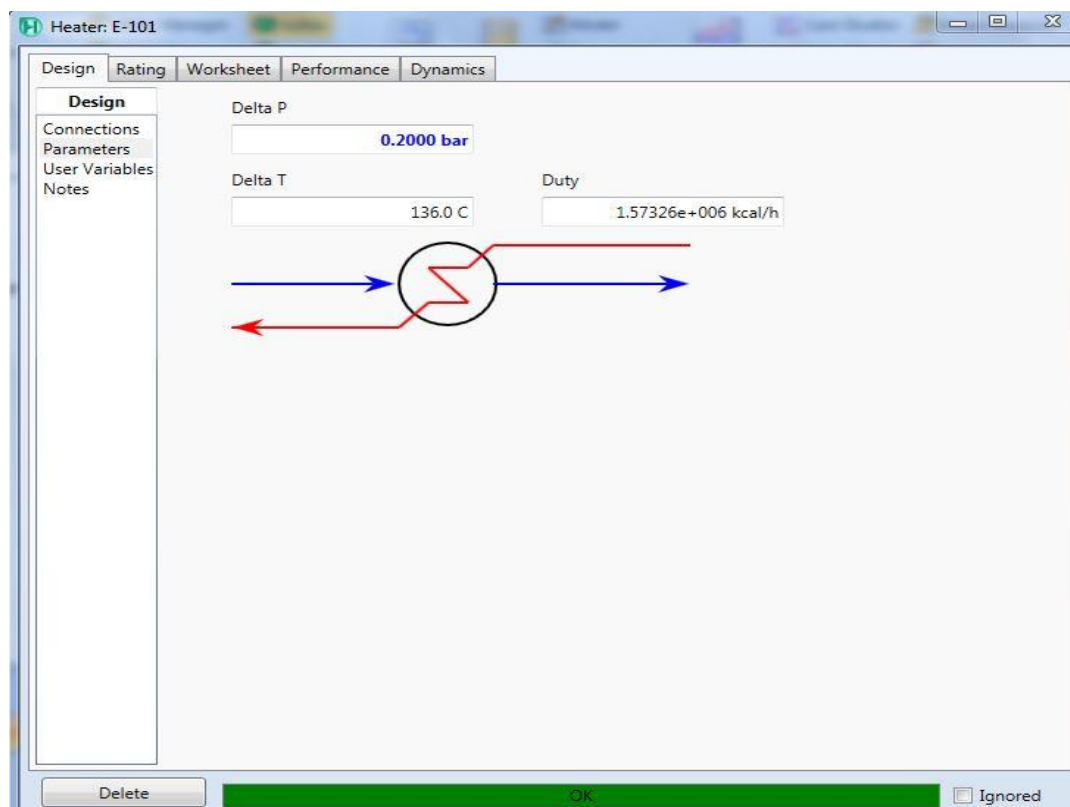 Heater: E-101
Design Rating Worksheet Performance Dynamics
Design
Connections
Parameters
User Variables
Notes
Delta P
0.2000 bar
Delta T
136.0 C
Duty
1.57326e+006 kcal/h
Delete
OK
Ignored